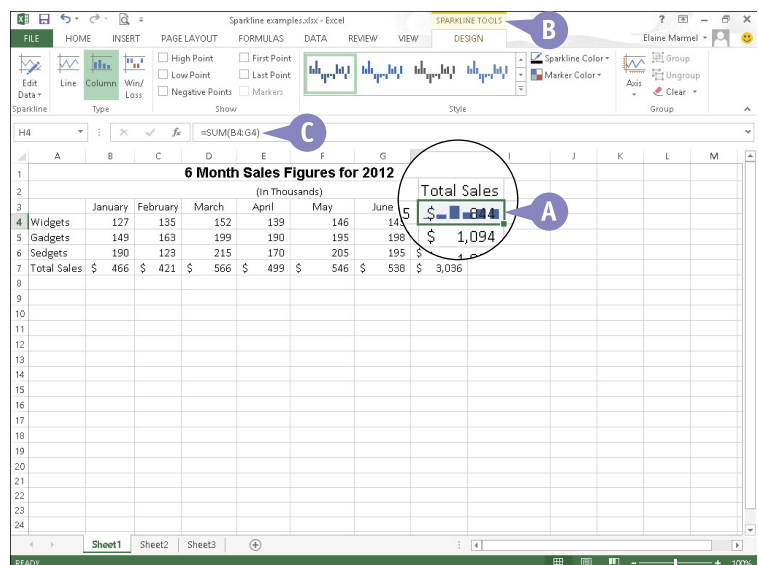 Sparkline examples.xlsx - Excel
SPARKLINE TOOLS
?
B
FILE HOME INSERT PAGE LAYOUT FORMULAS DATA REVIEW VIEW DESIGN Elaine Marmel
Edit Data
Line
Column
Win/Loss
High Point
First Point
Low Point
Last Point
Negative Points
Markers
Sparkline Color
Marker Color
Axis
Group
Ungroup
Clear
Sparkline Type Show Style Group
H4 fx =SUM(B4:G4)
C
A B C D E F G I J K L M
1 6 Month Sales Figures for 2012
2 (In Thousands) Total Sales
3 January February March April May June
4 Widgets 127 135 152 139 146 145 $ 844
A
5 Gadgets 149 163 199 190 195 198 $ 1,094
6 Sedgets 190 123 215 170 205 195 $
7 Total Sales $ 466 $ 421 $ 566 $ 499 $ 546 $ 538 $ 3,036
8
9
10
11
12
13
14
15
16
17
18
19
20
21
22
23
24
Sheet1 Sheet2 Sheet3
READY 100%